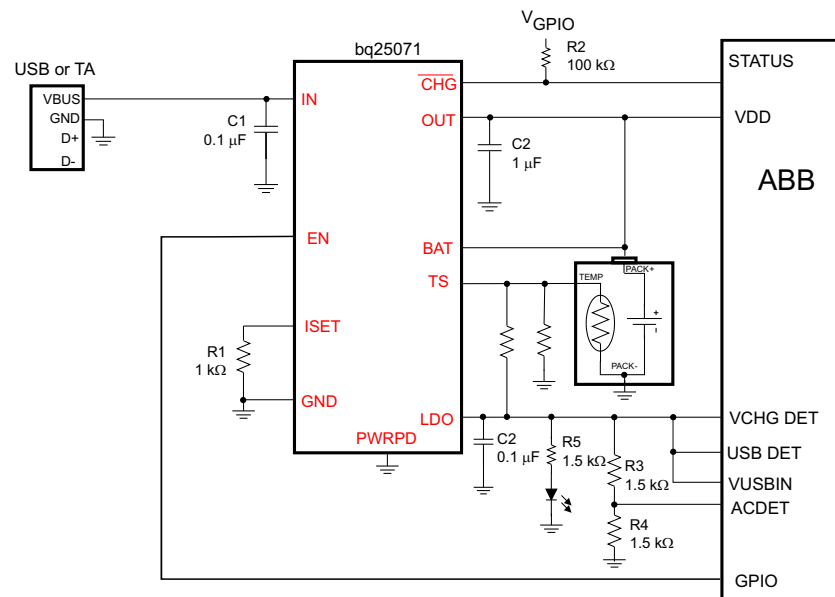 V
GPIO
bq25071
R2
100 kΩ
USB or TA
STATUS
CHG
VBUS
IN
GND
C1
0.1 μF
OUT
VDD
D+
D-
C2
1 μF
ABB
EN
BAT
TS
TEMP
PACK+
+
-
ISET
R1
1 kΩ
PACK-
GND
LDO
VCHG DET
PWRPD
C2
0.1 μF
R5
1.5 kΩ
R3
1.5 kΩ
USB DET
VUSBIN
ACDET
R4
1.5 kΩ
GPIO